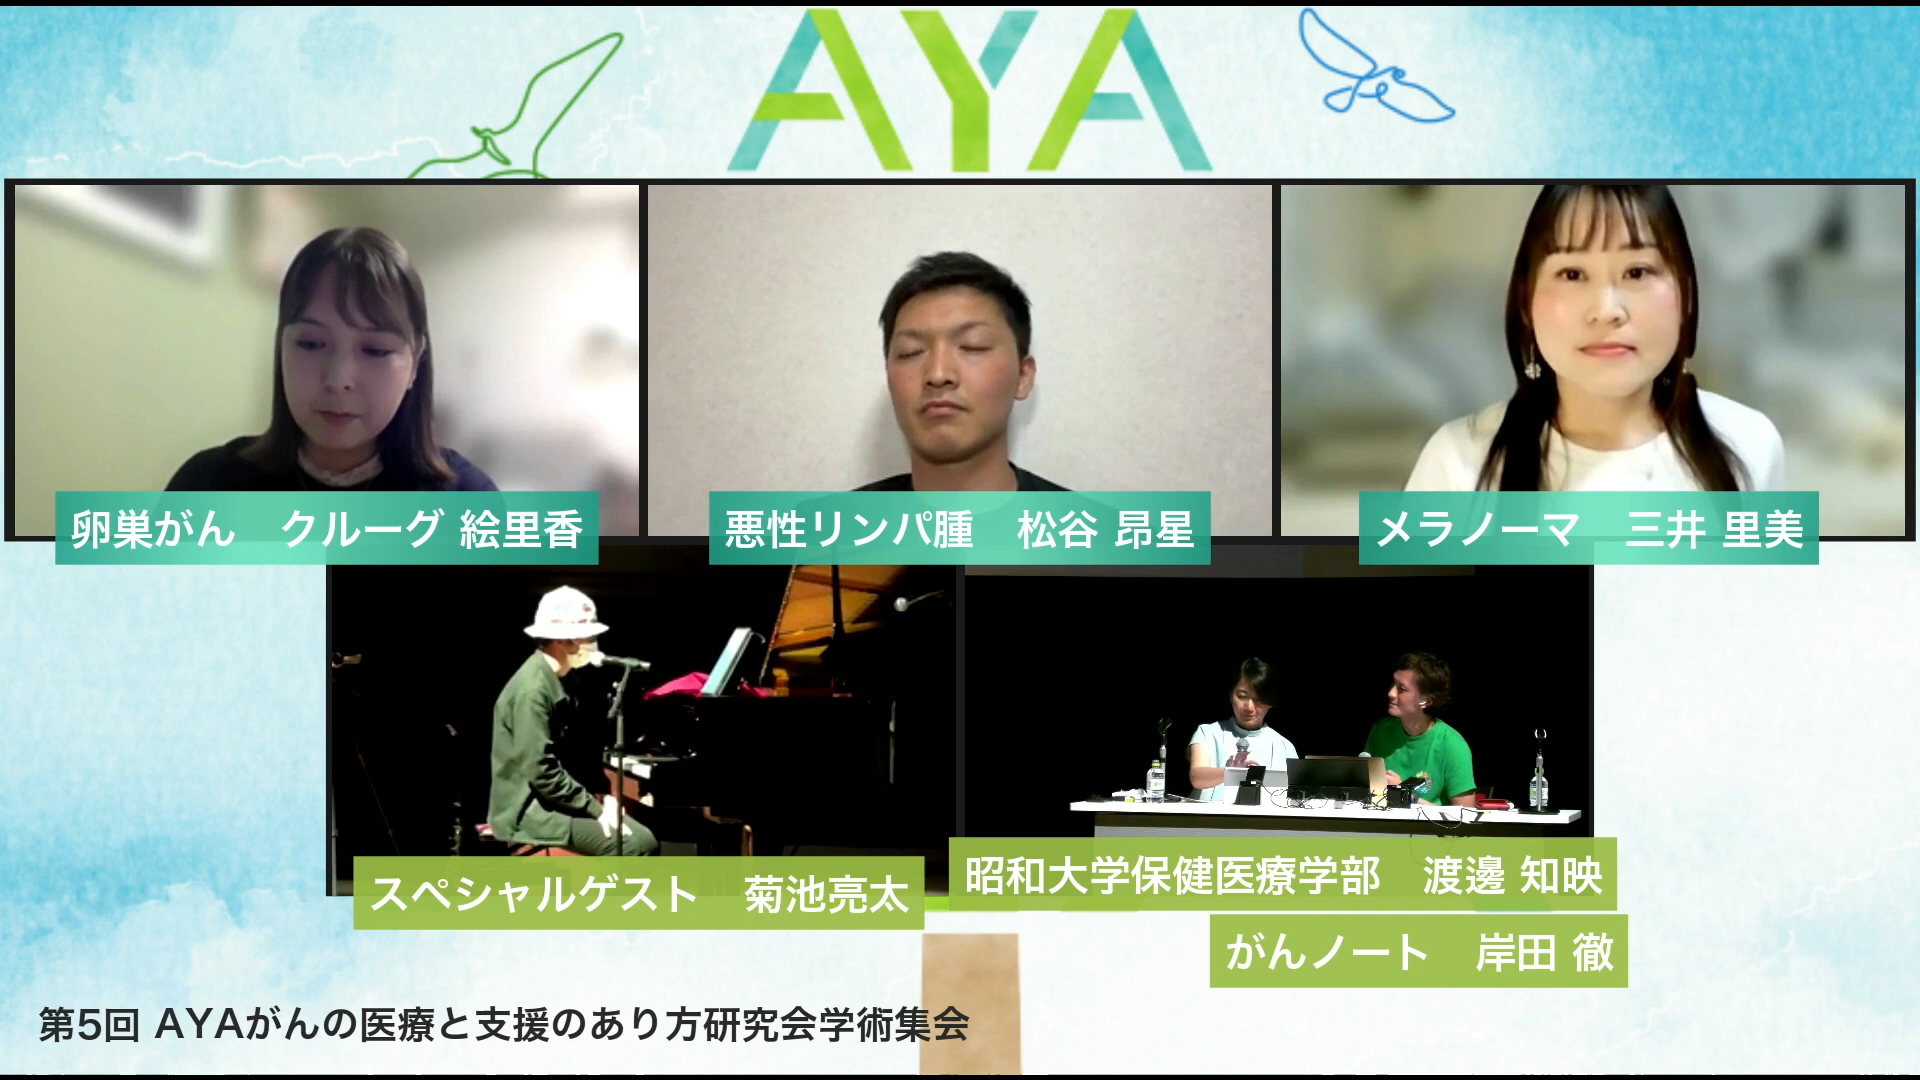 AYA
卵巣がん　クルーグ 絵里香
悪性リンパ腫　松谷 昂星
メラノーマ　三井 里美
スペシャルゲスト　菊池亮太
昭和大学保健医療学部　渡邊 知映
がんノート　岸田 徹
第5回 AYAがんの医療と支援のあり方研究会学術集会